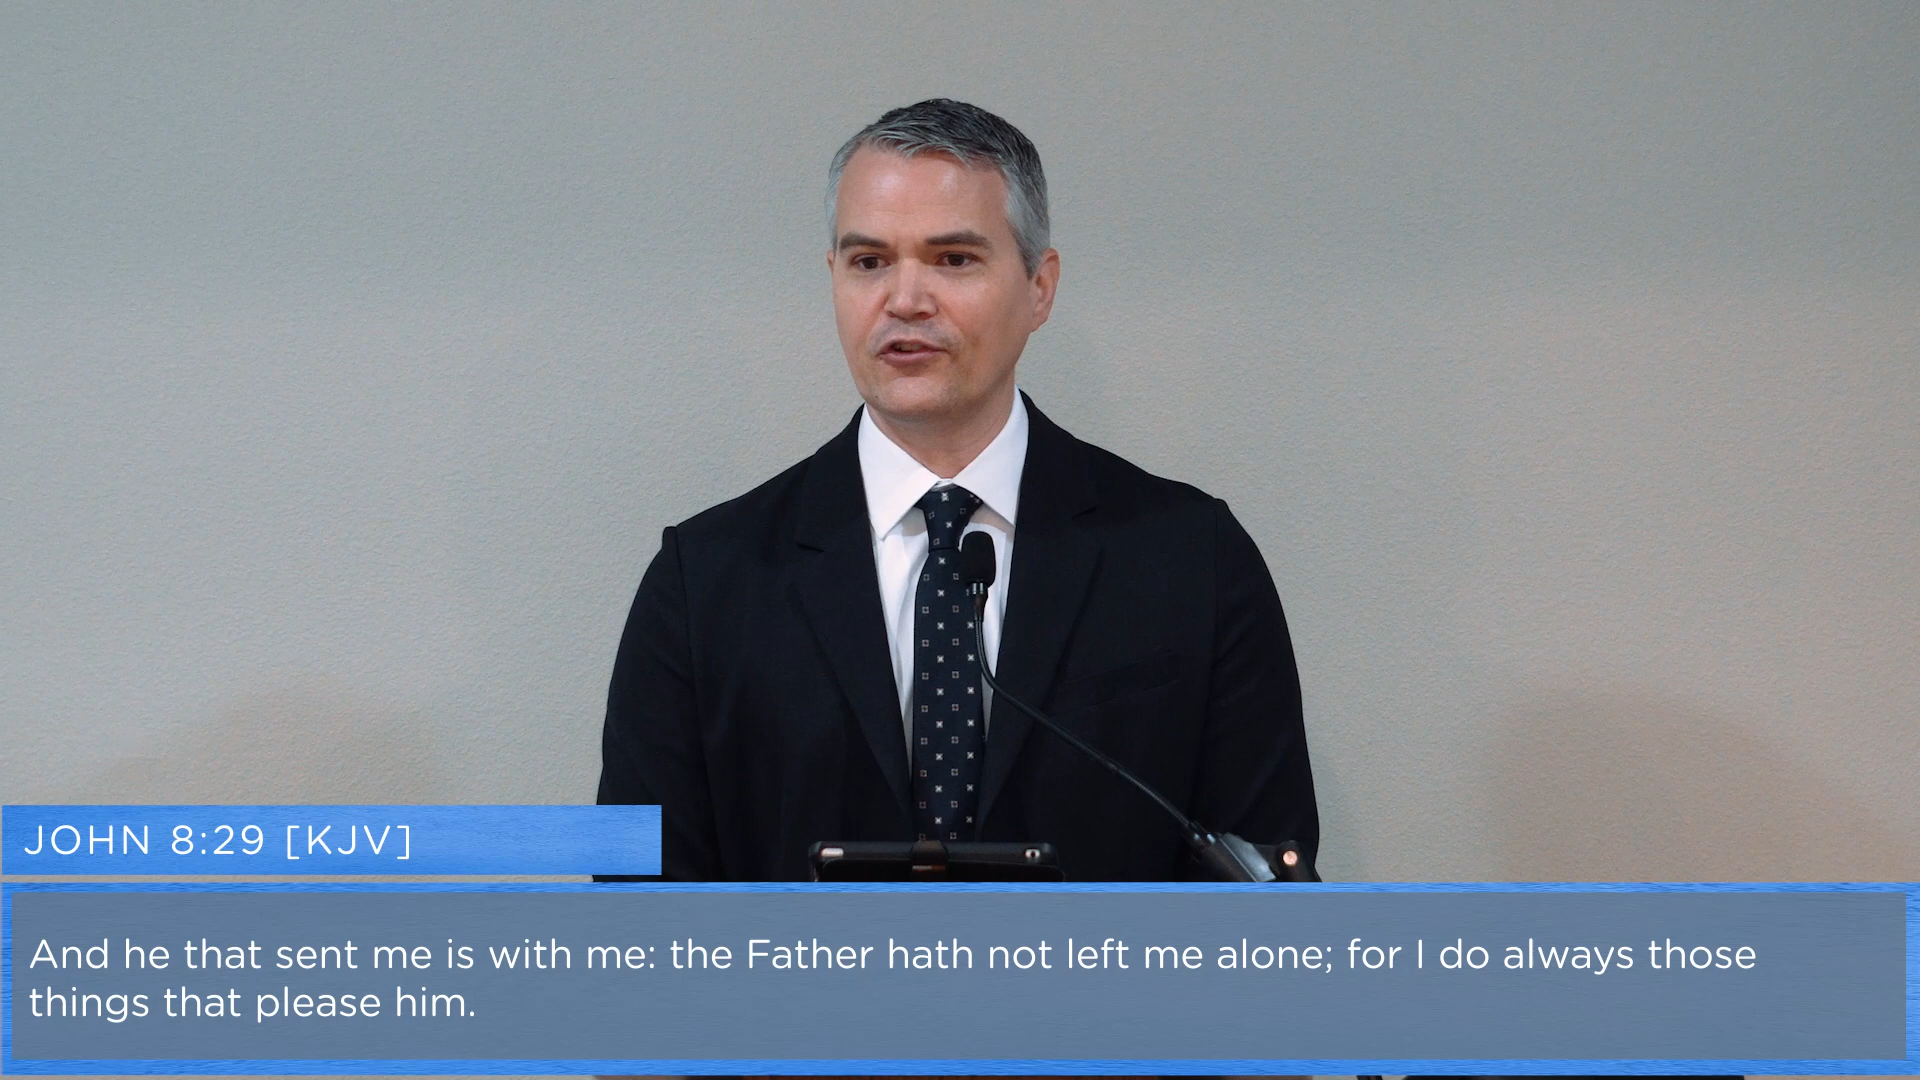 JOHN 8:29 [KJV]
And he that sent me is with me: the Father hath not left me alone; for I do always those
things that please him.